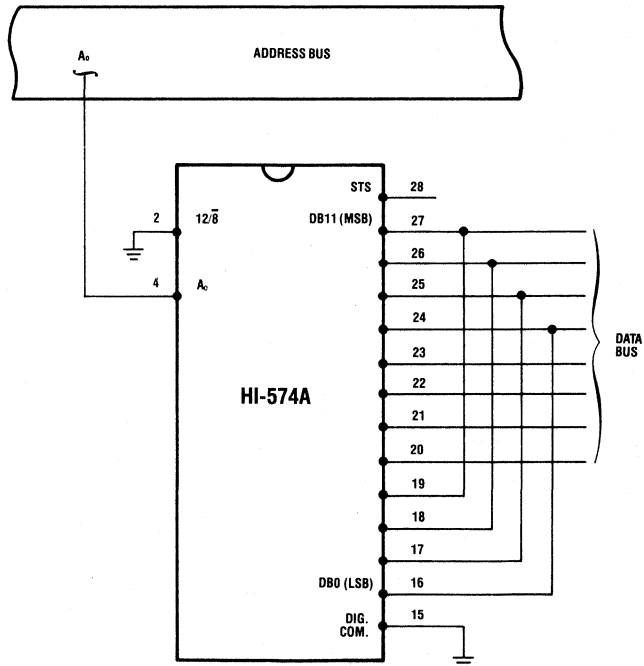 A₀
ADDRESS BUS
STS
28
2
12/8̅
DB11 (MSB)
27
26
4
A₀
25
24
DATA
BUS
23
HI-574A
22
21
20
19
18
17
DB0 (LSB)
16
DIG.
COM.
15